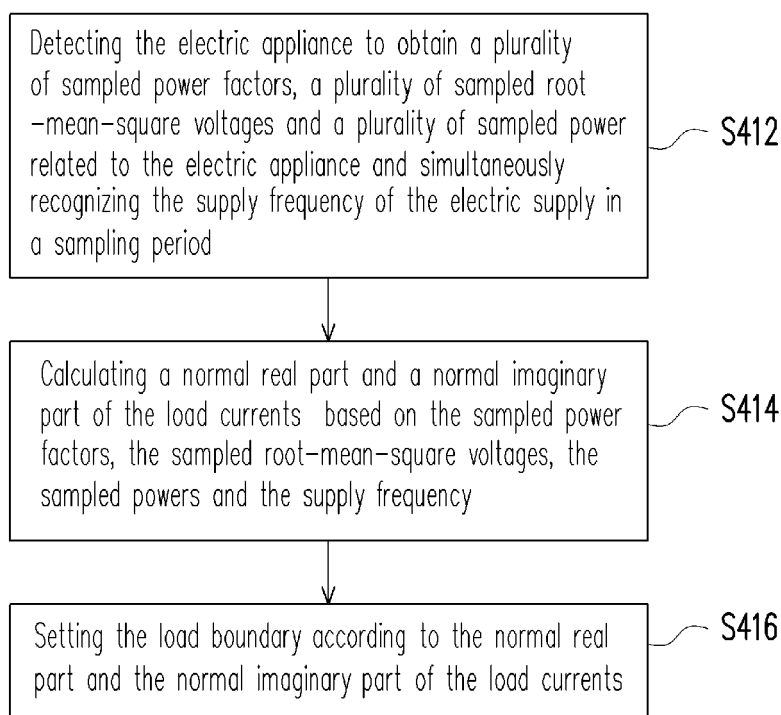 Detecting the electric appliance to obtain a plurality
of sampled power factors, a plurality of sampled root
-mean-square voltages and a plurality of sampled power
related to the electric appliance and simultaneously
recognizing the supply frequency of the electric supply in
a sampling period
S412
Calculating a normal real part and a normal imaginary
part of the load currents based on the sampled power
factors, the sampled root-mean-square voltages, the
sampled powers and the supply frequency
S414
Setting the load boundary according to the normal real
part and the normal imaginary part of the load currents
S416